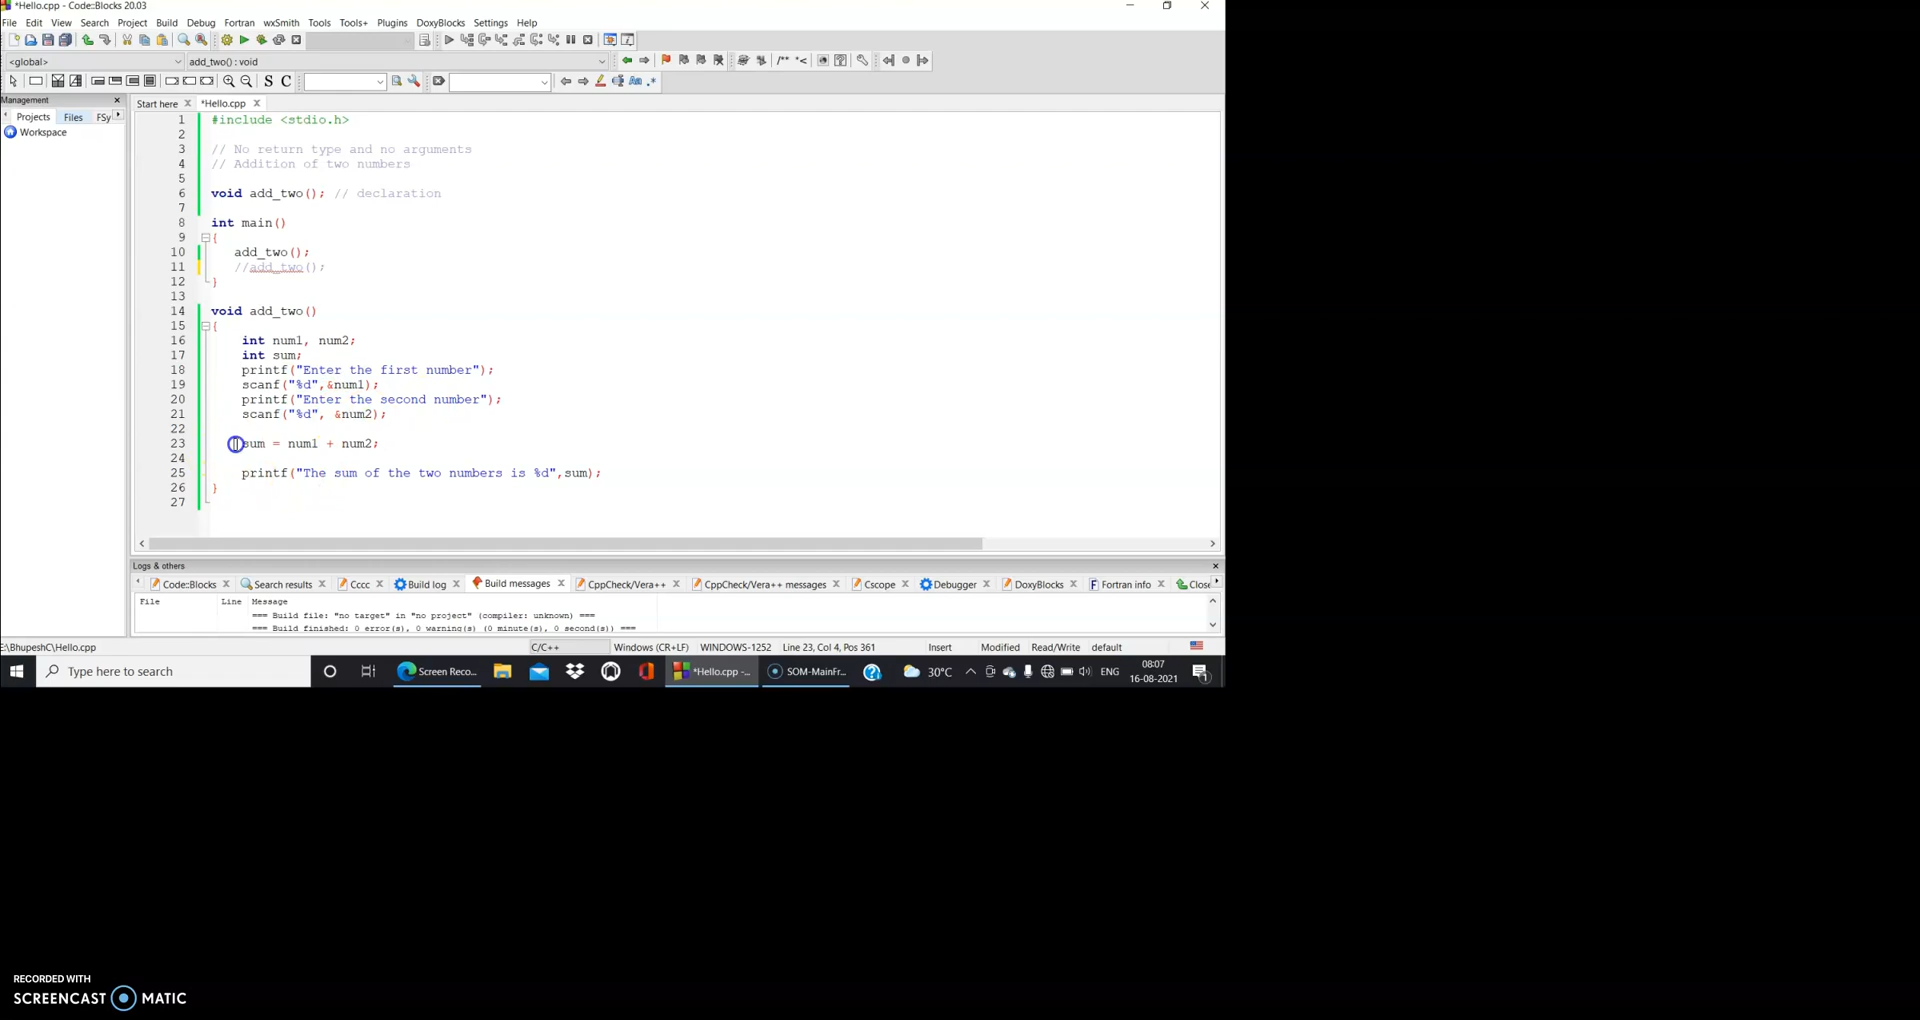 *Hello.cpp - Code::Blocks 20.03
File Edit View Search Project Build Debug Fortran wxSmith Tools Tools+ Plugins DoxyBlocks Settings Help
<global> add_two() : void
/** *<
S C Aa .*
Management
Projects Files FSy
Workspace
Start here *Hello.cpp
1 #include <stdio.h>
2
3 // No return type and no arguments
4 // Addition of two numbers
5
6 void add_two(); // declaration
7
8 int main()
9 {
10 add_two();
11 //add_two();
12 }
13
14 void add_two()
15 {
16 int num1, num2;
17 int sum;
18 printf("Enter the first number");
19 scanf("%d",&num1);
20 printf("Enter the second number");
21 scanf("%d", &num2);
22
23 sum = num1 + num2;
24
25 printf("The sum of the two numbers is %d",sum);
26 }
27
Logs & others
Code::Blocks Search results Cccc Build log Build messages CppCheck/Vera++ CppCheck/Vera++ messages Cscope Debugger DoxyBlocks Fortran info Close
File Line Message
=== Build file: "no target" in "no project" (compiler: unknown) ===
=== Build finished: 0 error(s), 0 warning(s) (0 minute(s), 0 second(s)) ===
E:\BhupeshC\Hello.cpp C/C++ Windows (CR+LF) WINDOWS-1252 Line 23, Col 4, Pos 361 Insert Modified Read/Write default
Type here to search Screen Reco... *Hello.cpp -... SOM-MainFr... 30°C ENG 08:07
16-08-2021
RECORDED WITH
SCREENCAST MATIC